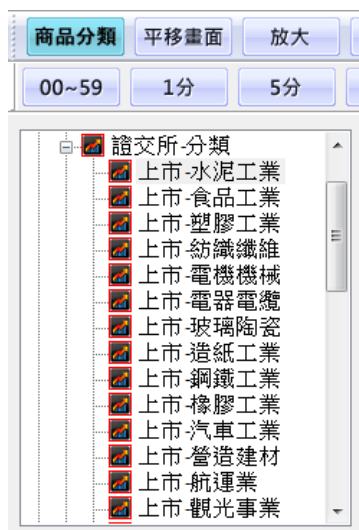 商品分類 平移畫面 放大
00~59 1分 5分
證交所-分類
上市-水泥工業
上市-食品工業
上市-塑膠工業
上市-紡織纖維
上市-電機機械
上市-電器電纜
上市-玻璃陶瓷
上市-造紙工業
上市-鋼鐵工業
上市-橡膠工業
上市-汽車工業
上市-營造建材
上市-航運業
上市-觀光事業